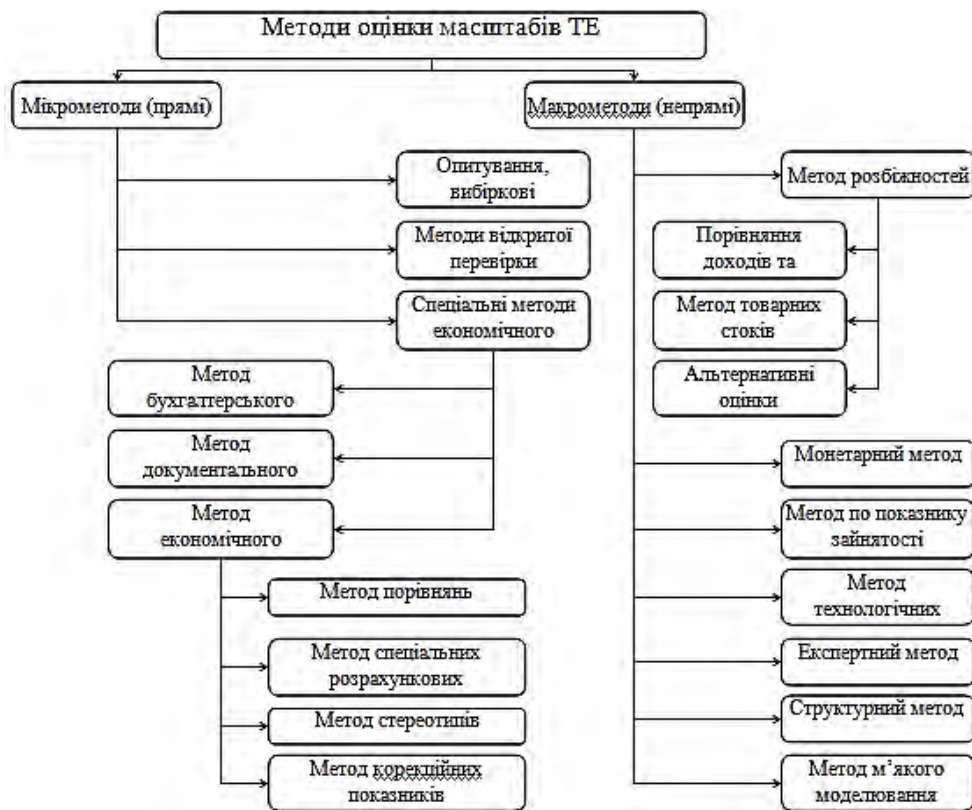 Методи оцінки масштабів ТЕ
Мікрометоди (прямі)
Макрометоди (непрямі)
Опитування,
вибіркові
Методи відкритої
перевірки
Спеціальні методи
економічного
Метод
бухгалтерського
Метод
документального
Метод
економічного
Метод порівнянь
Метод спеціальних
розрахункових
Метод стереотипів
Метод корекційних
показників
Метод розбіжностей
Порівняння
доходів та
Метод товарних
стоків
Альтернативні
оцінки
Монетарний метод
Метод по показнику
зайнятості
Метод
технологічних
Експертний метод
Структурний метод
Метод м’якого
моделювання